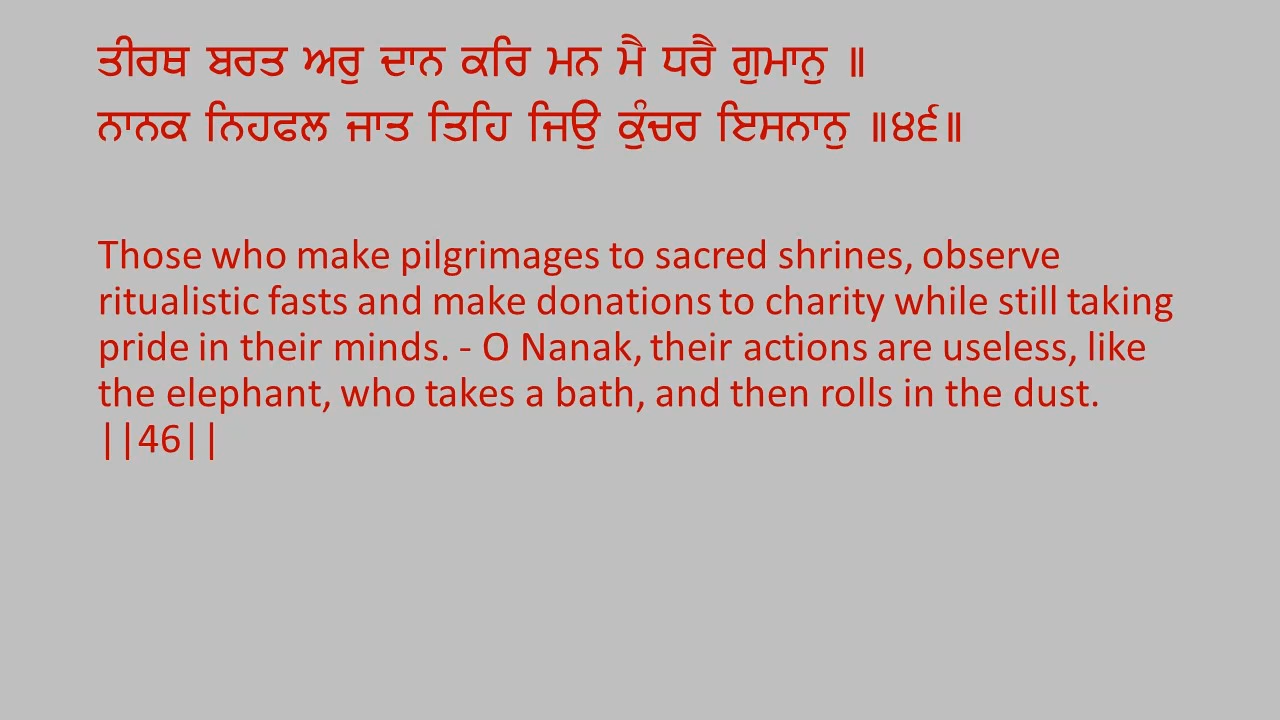 ਤੀਰਥ ਬਰਤ ਅਰੁ ਦਾਨ ਕਰਿ ਮਨ ਮੈ ਧਰੈ ਗੁਮਾਨੁ ॥
ਨਾਨਕ ਨਿਹਫਲ ਜਾਤ ਤਿਹਿ ਜਿਉ ਕੁੰਚਰ ਇਸਨਾਨੁ ॥੪੬॥
Those who make pilgrimages to sacred shrines, observe
ritualistic fasts and make donations to charity while still taking
pride in their minds. - O Nanak, their actions are useless, like
the elephant, who takes a bath, and then rolls in the dust.
||46||